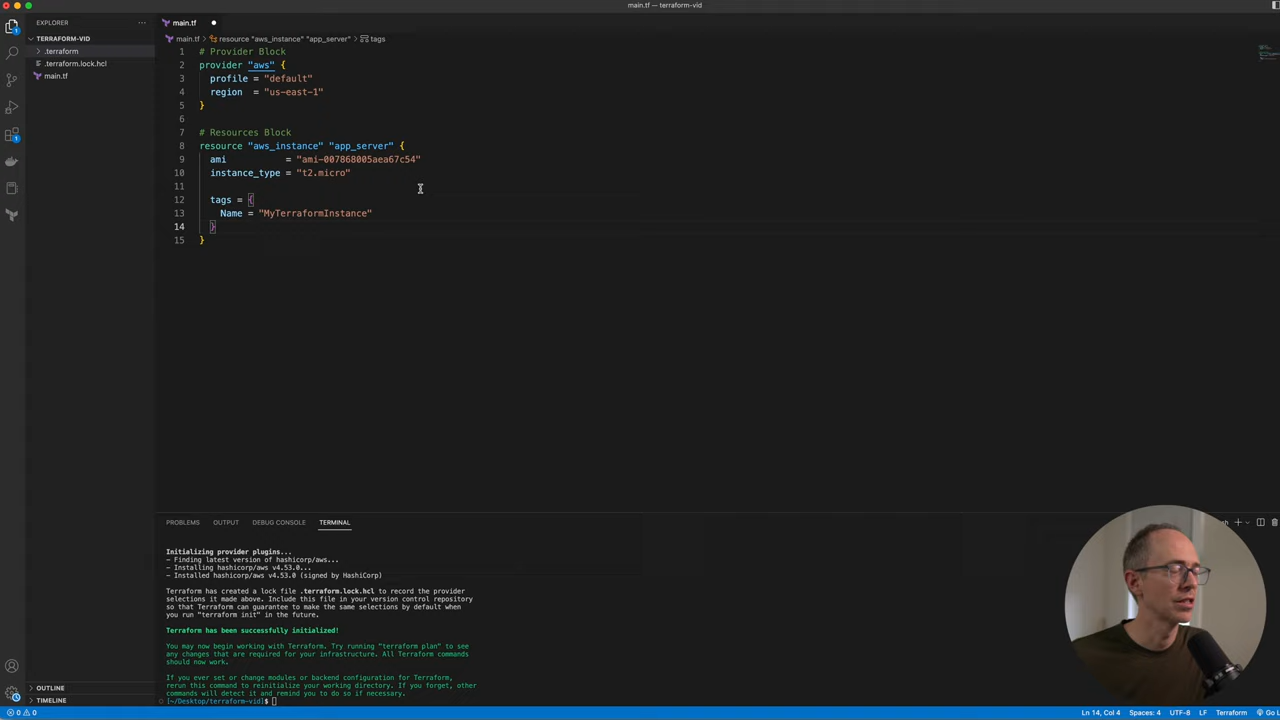 main.tf — terraform-vid
EXPLORER
TERRAFORM-VID
.terraform
.terraform.lock.hcl
main.tf
OUTLINE
TIMELINE
main.tf
main.tf > resource "aws_instance" "app_server" > tags
1 # Provider Block
2 provider "aws" {
3 profile = "default"
4 region  = "us-east-1"
5 }
6
7 # Resources Block
8 resource "aws_instance" "app_server" {
9 ami           = "ami-007868005aea67c54"
10 instance_type = "t2.micro"
11
12 tags = {
13 Name = "MyTerraformInstance"
14 }
15 }
PROBLEMS OUTPUT DEBUG CONSOLE TERMINAL
Initializing provider plugins...
- Finding latest version of hashicorp/aws...
- Installing hashicorp/aws v4.53.0...
- Installed hashicorp/aws v4.53.0 (signed by HashiCorp)
Terraform has created a lock file .terraform.lock.hcl to record the provider
selections it made above. Include this file in your version control repository
so that Terraform can guarantee to make the same selections by default when
you run "terraform init" in the future.
Terraform has been successfully initialized!
You may now begin working with Terraform. Try running "terraform plan" to see
any changes that are required for your infrastructure. All Terraform commands
should now work.
If you ever set or change modules or backend configuration for Terraform,
rerun this command to reinitialize your working directory. If you forget, other
commands will detect it and remind you to do so if necessary.
[~/Desktop/terraform-vid]$
0 0 Ln 14, Col 4 Spaces: 4 UTF-8 LF Terraform Go L